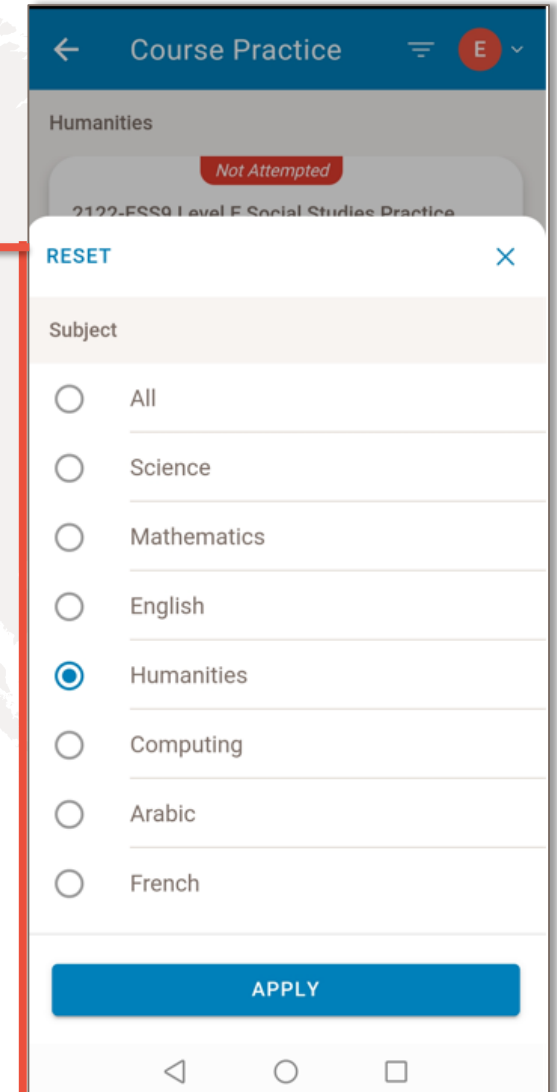 Course Practice E
Humanities
Not Attempted
2122-ESS9 Level E Social Studies Practice
RESET
Subject
All
Science
Mathematics
English
Humanities
Computing
Arabic
French
APPLY